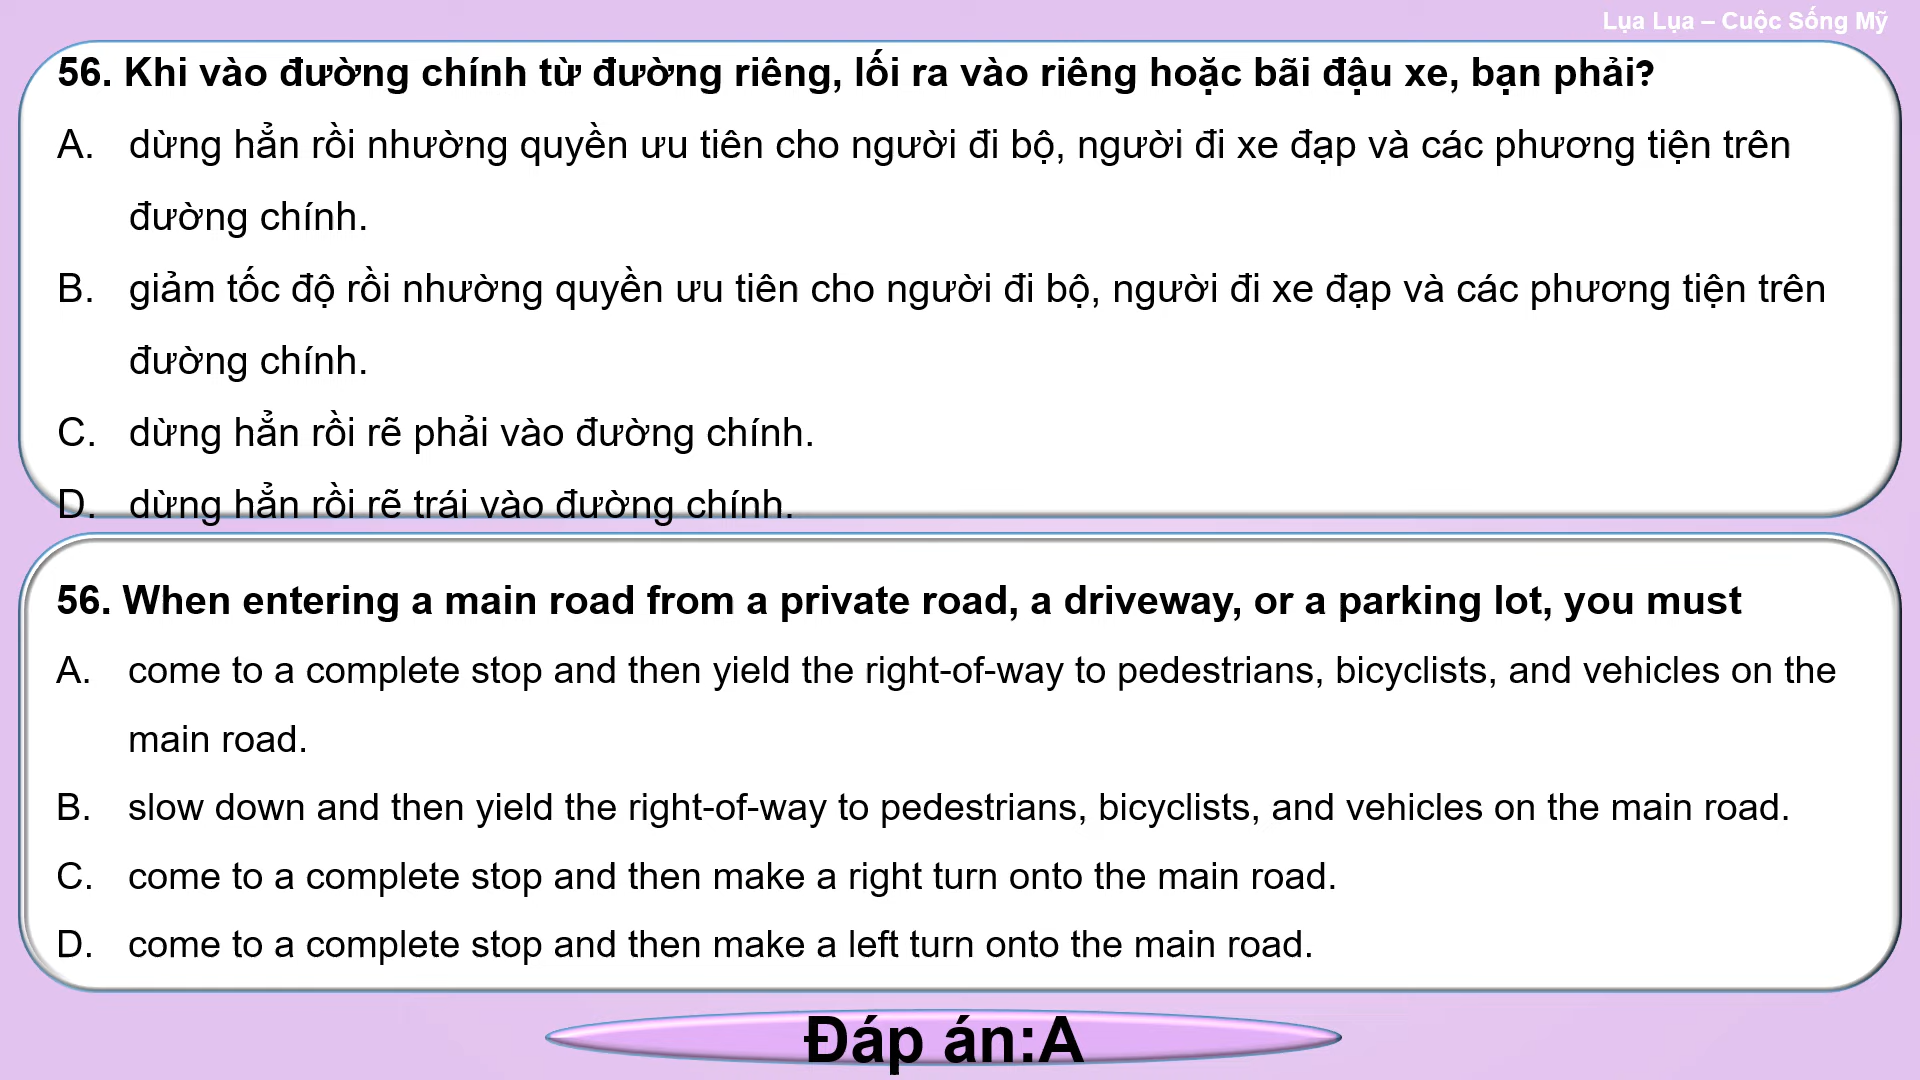 Lụa Lụa – Cuộc Sống Mỹ
56. Khi vào đường chính từ đường riêng, lối ra vào riêng hoặc bãi đậu xe, bạn phải?
A. dừng hẳn rồi nhường quyền ưu tiên cho người đi bộ, người đi xe đạp và các phương tiện trên
đường chính.
B. giảm tốc độ rồi nhường quyền ưu tiên cho người đi bộ, người đi xe đạp và các phương tiện trên
đường chính.
C. dừng hẳn rồi rẽ phải vào đường chính.
D. dừng hẳn rồi rẽ trái vào đường chính.
56. When entering a main road from a private road, a driveway, or a parking lot, you must
A. come to a complete stop and then yield the right-of-way to pedestrians, bicyclists, and vehicles on the
main road.
B. slow down and then yield the right-of-way to pedestrians, bicyclists, and vehicles on the main road.
C. come to a complete stop and then make a right turn onto the main road.
D. come to a complete stop and then make a left turn onto the main road.
Đáp án:A